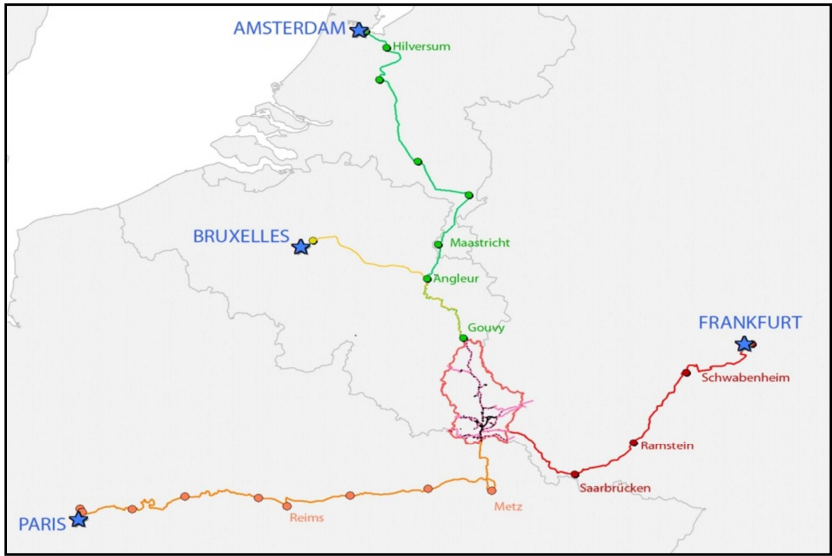 AMSTERDAM
Hilversum
BRUXELLES
Maastricht
Angleur
Gouvy
FRANKFURT
Schwabenheim
Ramstein
Saarbrücken
Metz
Reims
PARIS